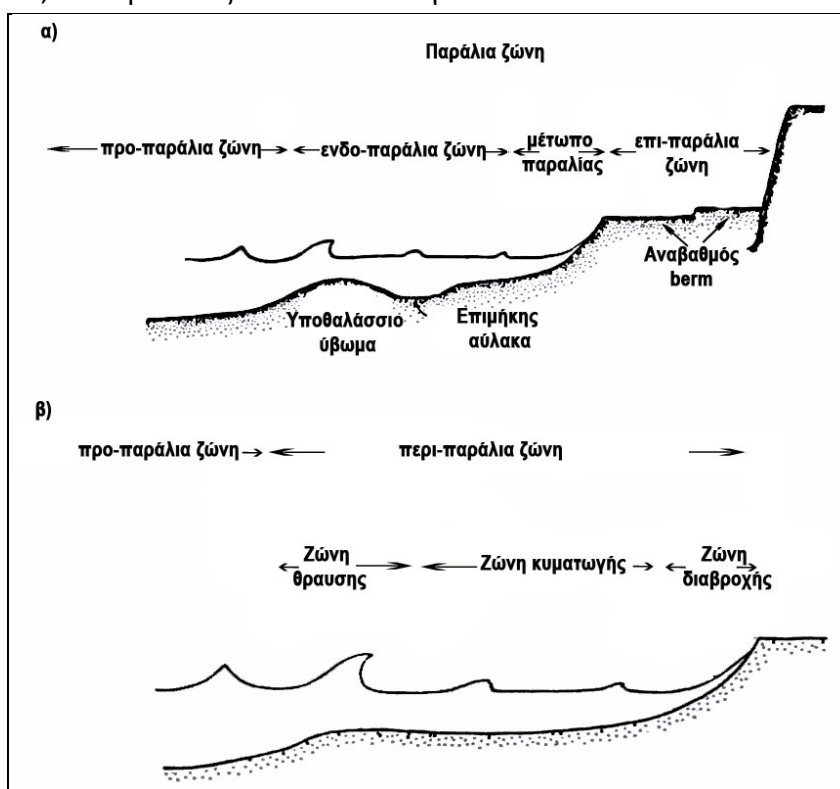 α)
Παράλια ζώνη
προ-παράλια ζώνη
ενδο-παράλια ζώνη
μέτωπο
παραλίας
επι-παράλια
ζώνη
Αναβαθμός
berm
Υποθαλάσσιο
ύβωμα
Επιμήκης
αύλακα
β)
προ-παράλια ζώνη
περι-παράλια ζώνη
Ζώνη
θραυσης
Ζώνη κυματωγής
Ζώνη
διαβροχής